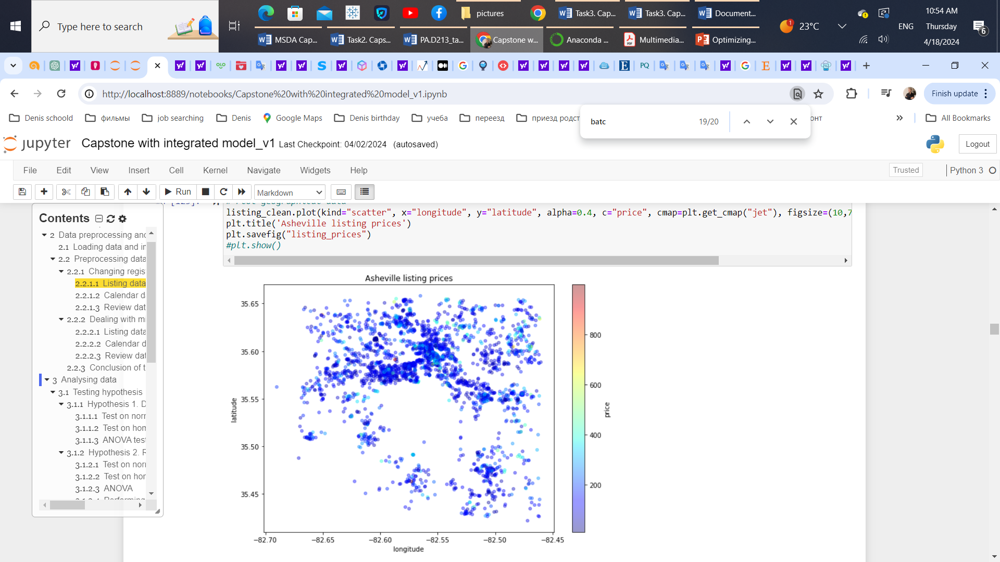 Type here to search
pictures
Task3. Cap...
Task3. Cap...
Document...
MSDA Cap...
Task2. Caps...
PA.D213_ta...
Capstone w...
Anaconda ...
Multimedia...
Optimizing...
1
23°C
ENG
10:54 AM
Thursday
4/18/2024
6
http://localhost:8889/notebooks/Capstone%20with%20integrated%20model_v1.ipynb
Finish update
Denis schoold
фильмы
job searching
Denis
Google Maps
Denis birthday
учеба
переезд
приезд родст
онт
All Bookmarks
batc
19/20
jupyter
Capstone with integrated model_v1 Last Checkpoint: 04/02/2024 (autosaved)
Logout
File Edit View Insert Cell Kernel Navigate Widgets Help
Trusted
Python 3
Run
Markdown
Contents
2 Data preprocessing and
2.1 Loading data and in
2.2 Preprocessing data
2.2.1 Changing regis
2.2.1.1 Listing data
2.2.1.2 Calendar d
2.2.1.3 Review dat
2.2.2 Dealing with mi
2.2.2.1 Listing data
2.2.2.2 Calendar d
2.2.2.3 Review dat
2.2.3 Conclusion of t
3 Analysing data
3.1 Testing hypothesis
3.1.1 Hypothesis 1. D
3.1.1.1 Test on norr
3.1.1.2 Test on hom
3.1.1.3 ANOVA test
3.1.2 Hypothesis 2. R
3.1.2.1 Test on norr
3.1.2.2 Test on hor
3.1.2.3 ANOVA
# Plot geographical data
listing_clean.plot(kind="scatter", x="longitude", y="latitude", alpha=0.4, c="price", cmap=plt.get_cmap("jet"), figsize=(10,7
plt.title('Asheville listing prices')
plt.savefig("listing_prices")
#plt.show()
Asheville listing prices
35.65
35.60
35.55
35.50
35.45
latitude
−82.70 −82.65 −82.60 −82.55 −82.50 −82.45
longitude
800
600
400
200
price